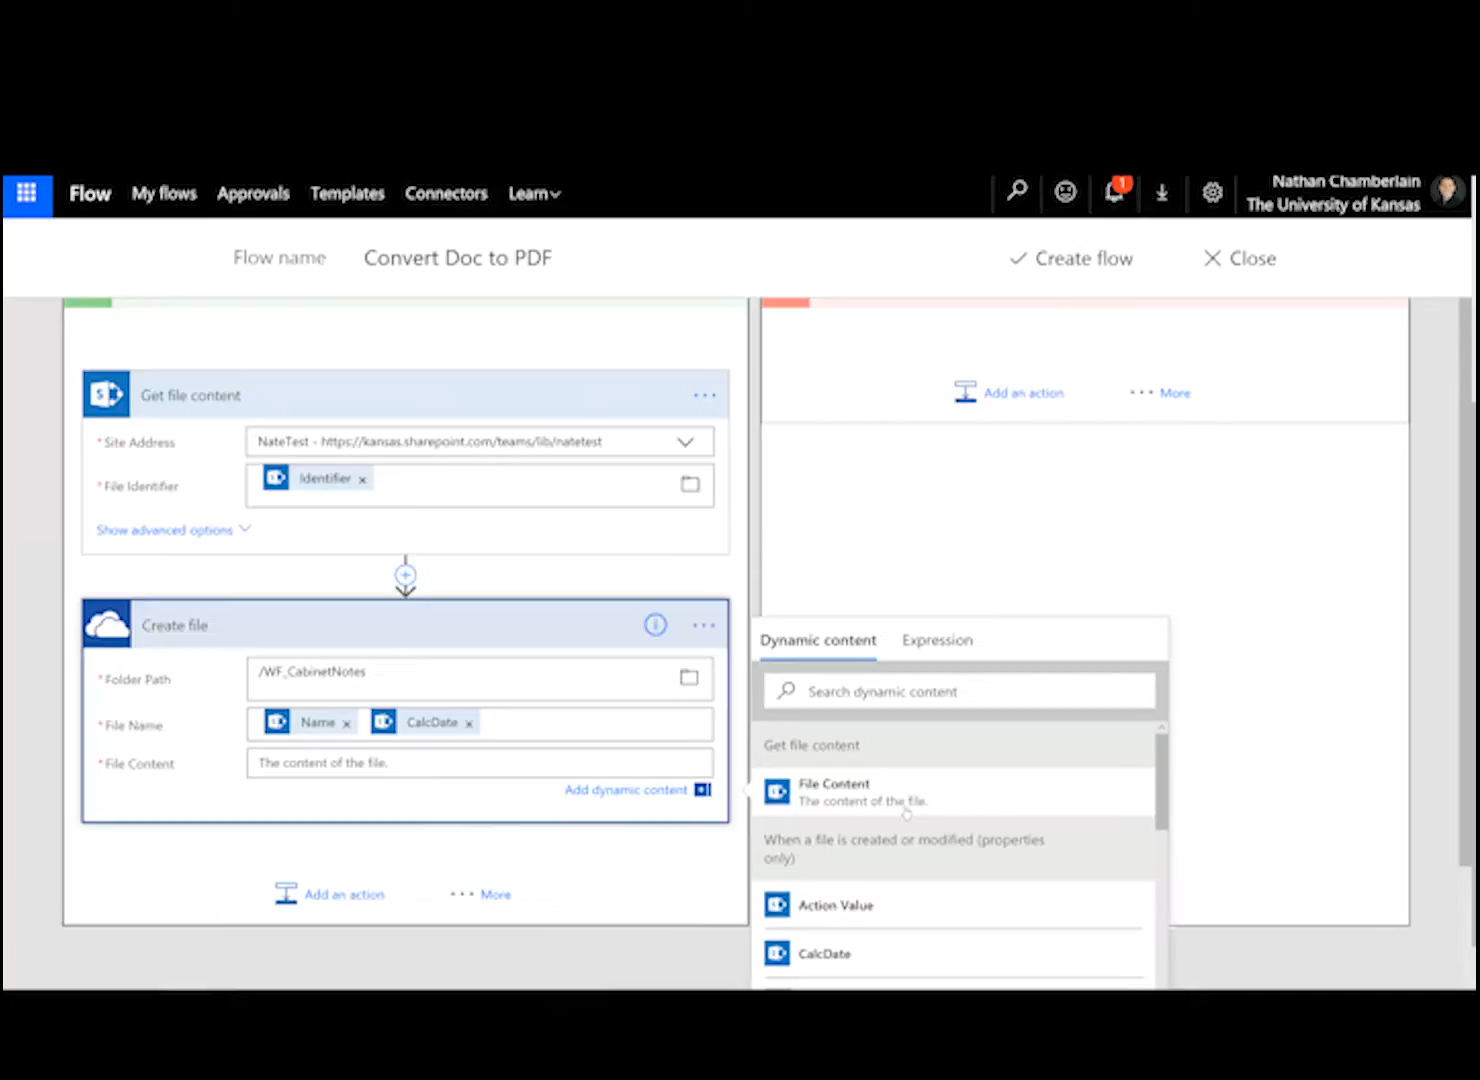 Flow My flows Approvals Templates Connectors Learn
1
Nathan Chamberlain
The University of Kansas
Flow name Convert Doc to PDF Create flow Close
Get file content
* Site Address NateTest - https://kansas.sharepoint.com/teams/lib/natetest
* File Identifier Identifier ×
Show advanced options
Create file
* Folder Path /WF_CabinetNotes
* File Name Name × CalcDate ×
* File Content The content of the file.
Add dynamic content
Add an action ··· More
Add an action ··· More
Dynamic content Expression
Search dynamic content
Get file content
File Content
The content of the file.
When a file is created or modified (properties
only)
Action Value
CalcDate